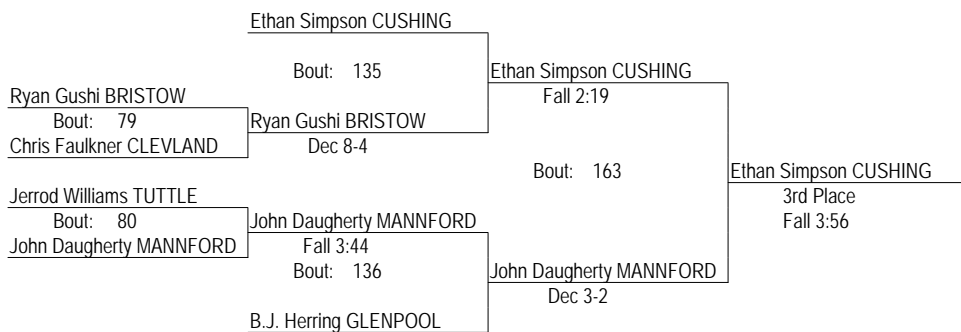 Ethan Simpson CUSHING
Bout: 135
Ethan Simpson CUSHING
Fall 2:19
Ryan Gushi BRISTOW
Bout: 79
Ryan Gushi BRISTOW
Dec 8-4
Chris Faulkner CLEVLAND
Bout: 163
Ethan Simpson CUSHING
3rd Place
Fall 3:56
Jerrod Williams TUTTLE
Bout: 80
John Daugherty MANNFORD
Fall 3:44
John Daugherty MANNFORD
Bout: 136
John Daugherty MANNFORD
Dec 3-2
B.J. Herring GLENPOOL